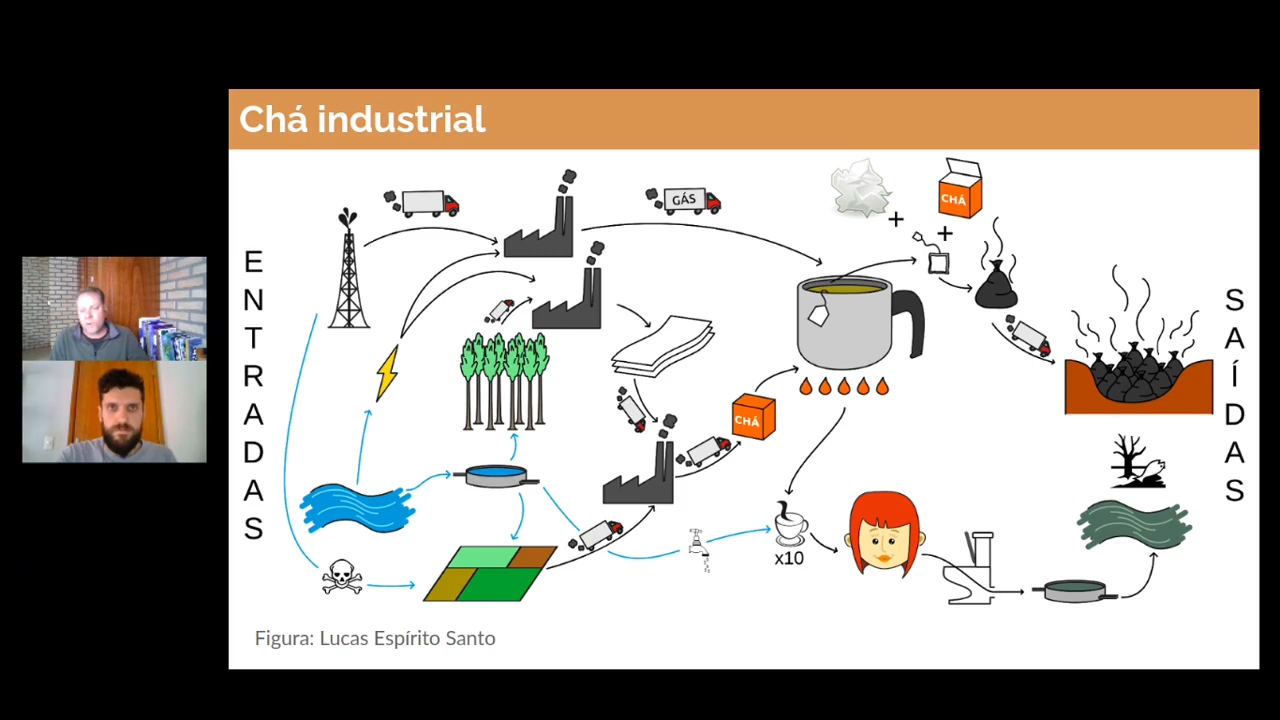 Chá industrial
ENTRADAS
GÁS
CHÁ
CHÁ
x10
SAÍDAS
Figura: Lucas Espírito Santo